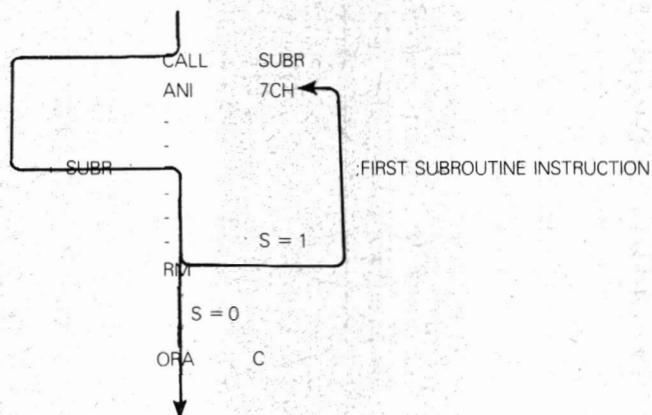 CALL SUBR
ANI 7CH
-
-
SUBR FIRST SUBROUTINE INSTRUCTION
-
-
-
S = 1
RM
S = 0
ORA C